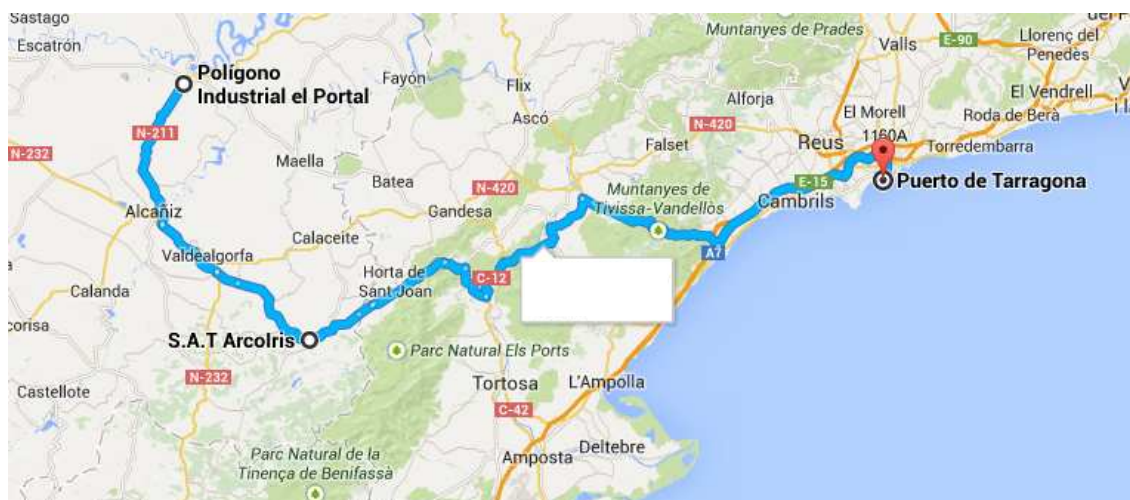 Sastago
Escatrón
Polígono
Industrial el Portal
Fayon
Flix
Ascó
Muntanyes de Prades
Valls
E-90
Llorenç del
Penedès
El Vendrell
Alforja
El Morell
1160A
Roda de Berà
N-211
N-232
Maella
N-420
Falset
Reus
Torredembarra
Batea
N-420
Muntanyes de
Tivissa-Vandellòs
E-15
Cambrils
Puerto de Tarragona
Alcañiz
Gandesa
Calaceite
Valdealgorfa
A7
Horta de
Sant Joan
C-12
Calanda
S.A.T ArcoIris
Parc Natural Els Ports
N-232
Castellote
Tortosa
L'Ampolla
C-42
Deltebre
Amposta
Parc Natural de la
Tinença de Benifassà